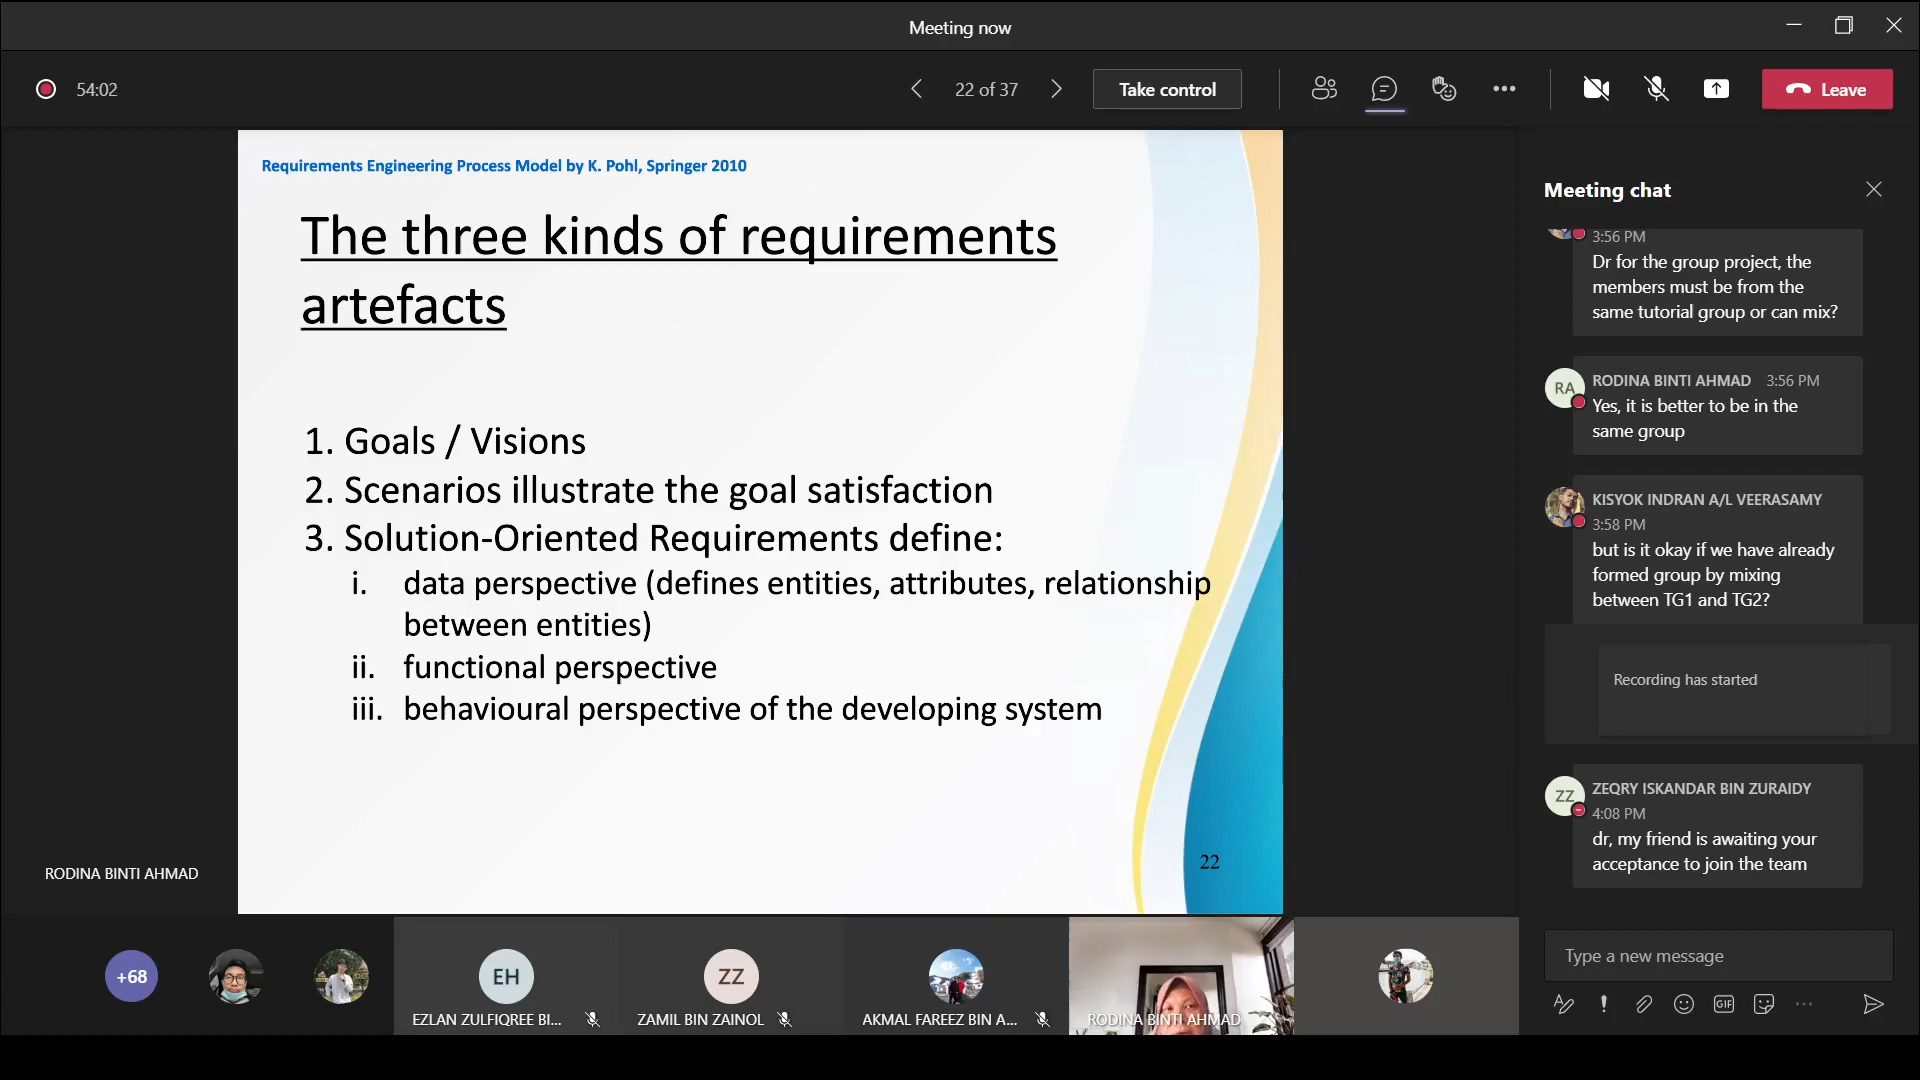 Meeting now
54:02
22 of 37
Take control
Leave
Requirements Engineering Process Model by K. Pohl, Springer 2010
The three kinds of requirements
artefacts
1. Goals / Visions
2. Scenarios illustrate the goal satisfaction
3. Solution-Oriented Requirements define:
i. data perspective (defines entities, attributes, relationship
between entities)
ii. functional perspective
iii. behavioural perspective of the developing system
22
RODINA BINTI AHMAD
+68
EH
EZLAN ZULFIQREE BI...
ZZ
ZAMIL BIN ZAINOL
AKMAL FAREEZ BIN A...
RODINA BINTI AHMAD
Meeting chat
3:56 PM
Dr for the group project, the
members must be from the
same tutorial group or can mix?
RA
RODINA BINTI AHMAD 3:56 PM
Yes, it is better to be in the
same group
KISYOK INDRAN A/L VEERASAMY
3:58 PM
but is it okay if we have already
formed group by mixing
between TG1 and TG2?
Recording has started
ZZ
ZEQRY ISKANDAR BIN ZURAIDY
4:08 PM
dr, my friend is awaiting your
acceptance to join the team
Type a new message
GIF